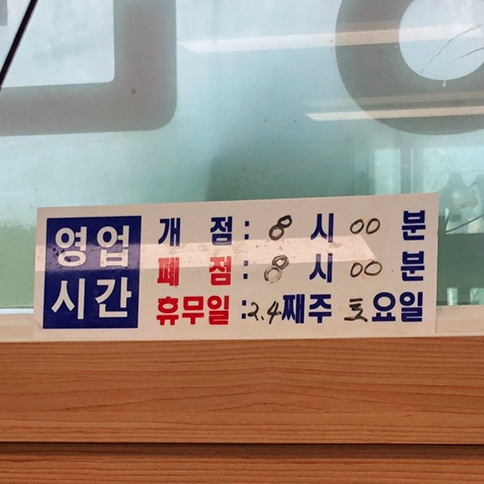 영업
시간
개 점 : 8 시 00 분
폐 점 : 8 시 00 분
휴무일 : 2.4째주 토요일